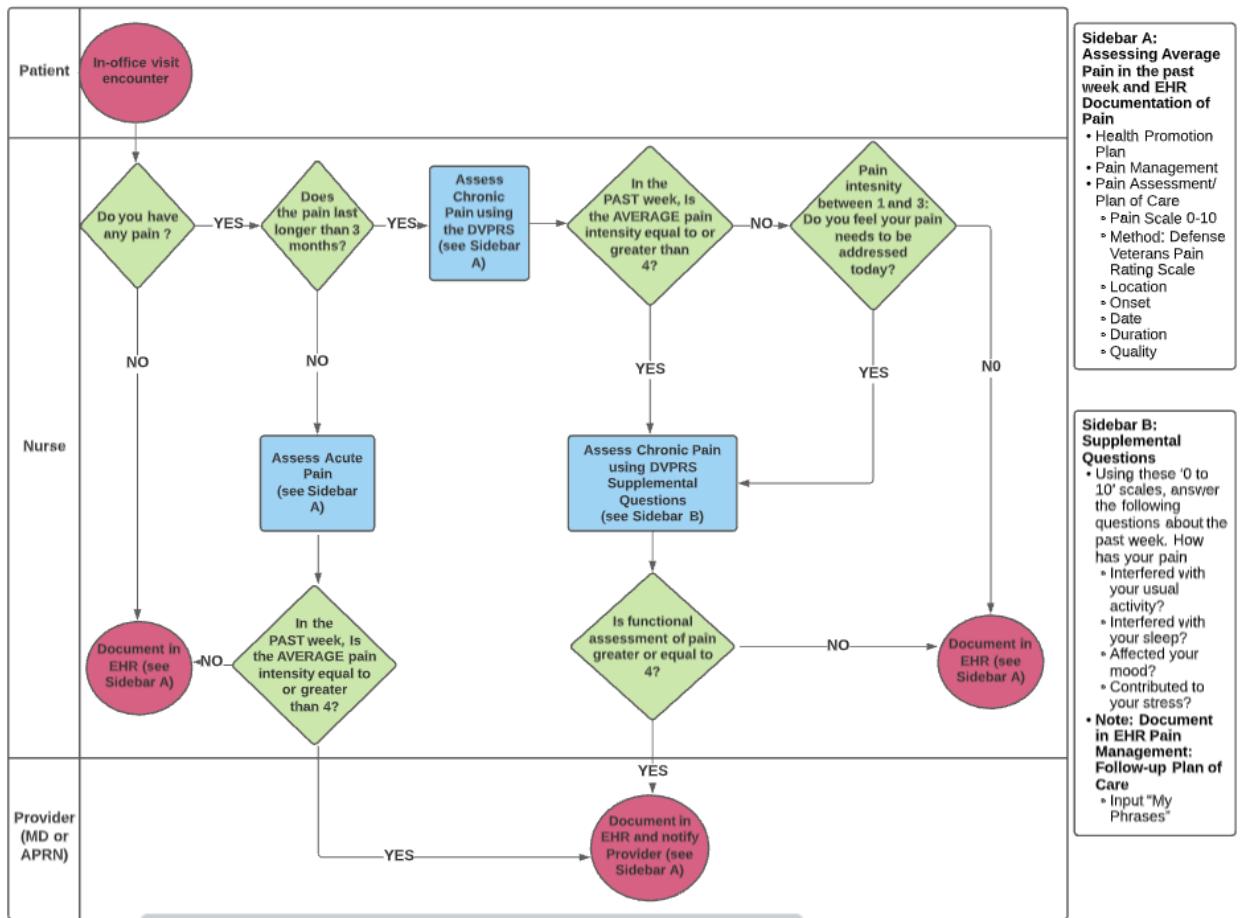 Patient
In-office visit
encounter
Nurse
Do you have
any pain ?
YES
Does
the pain last
longer than 3
months?
YES
Assess
Chronic
Pain using
the DVPRS
(see Sidebar
A)
In the
PAST week, Is
the AVERAGE pain
intensity equal to or
greater than
4?
NO
Pain
intesnity
between 1 and 3:
Do you feel your pain
needs to be
addressed
today?
NO
NO
YES
YES
N0
Assess Acute
Pain
(see Sidebar
A)
Assess Chronic Pain
using DVPRS
Supplemental
Questions
(see Sidebar B)
Document in
EHR (see
Sidebar A)
NO
In the
PAST week, Is
the AVERAGE pain
intensity equal to
or greater
than 4?
Is functional
assessment of pain
greater or equal to
4?
NO
Document in
EHR (see
Sidebar A)
YES
Provider
(MD or
APRN)
YES
Document in
EHR and notify
Provider (see
Sidebar A)
Sidebar A:
Assessing Average
Pain in the past
week and EHR
Documentation of
Pain
• Health Promotion
Plan
• Pain Management
• Pain Assessment/
Plan of Care
∘ Pain Scale 0-10
∘ Method: Defense
Veterans Pain
Rating Scale
∘ Location
∘ Onset
∘ Date
∘ Duration
∘ Quality
Sidebar B:
Supplemental
Questions
• Using these '0 to
10' scales, answer
the following
questions about the
past week. How
has your pain
∘ Interfered with
your usual
activity?
∘ Interfered with
your sleep?
∘ Affected your
mood?
∘ Contributed to
your stress?
• Note: Document
in EHR Pain
Management:
Follow-up Plan of
Care
∘ Input "My
Phrases"